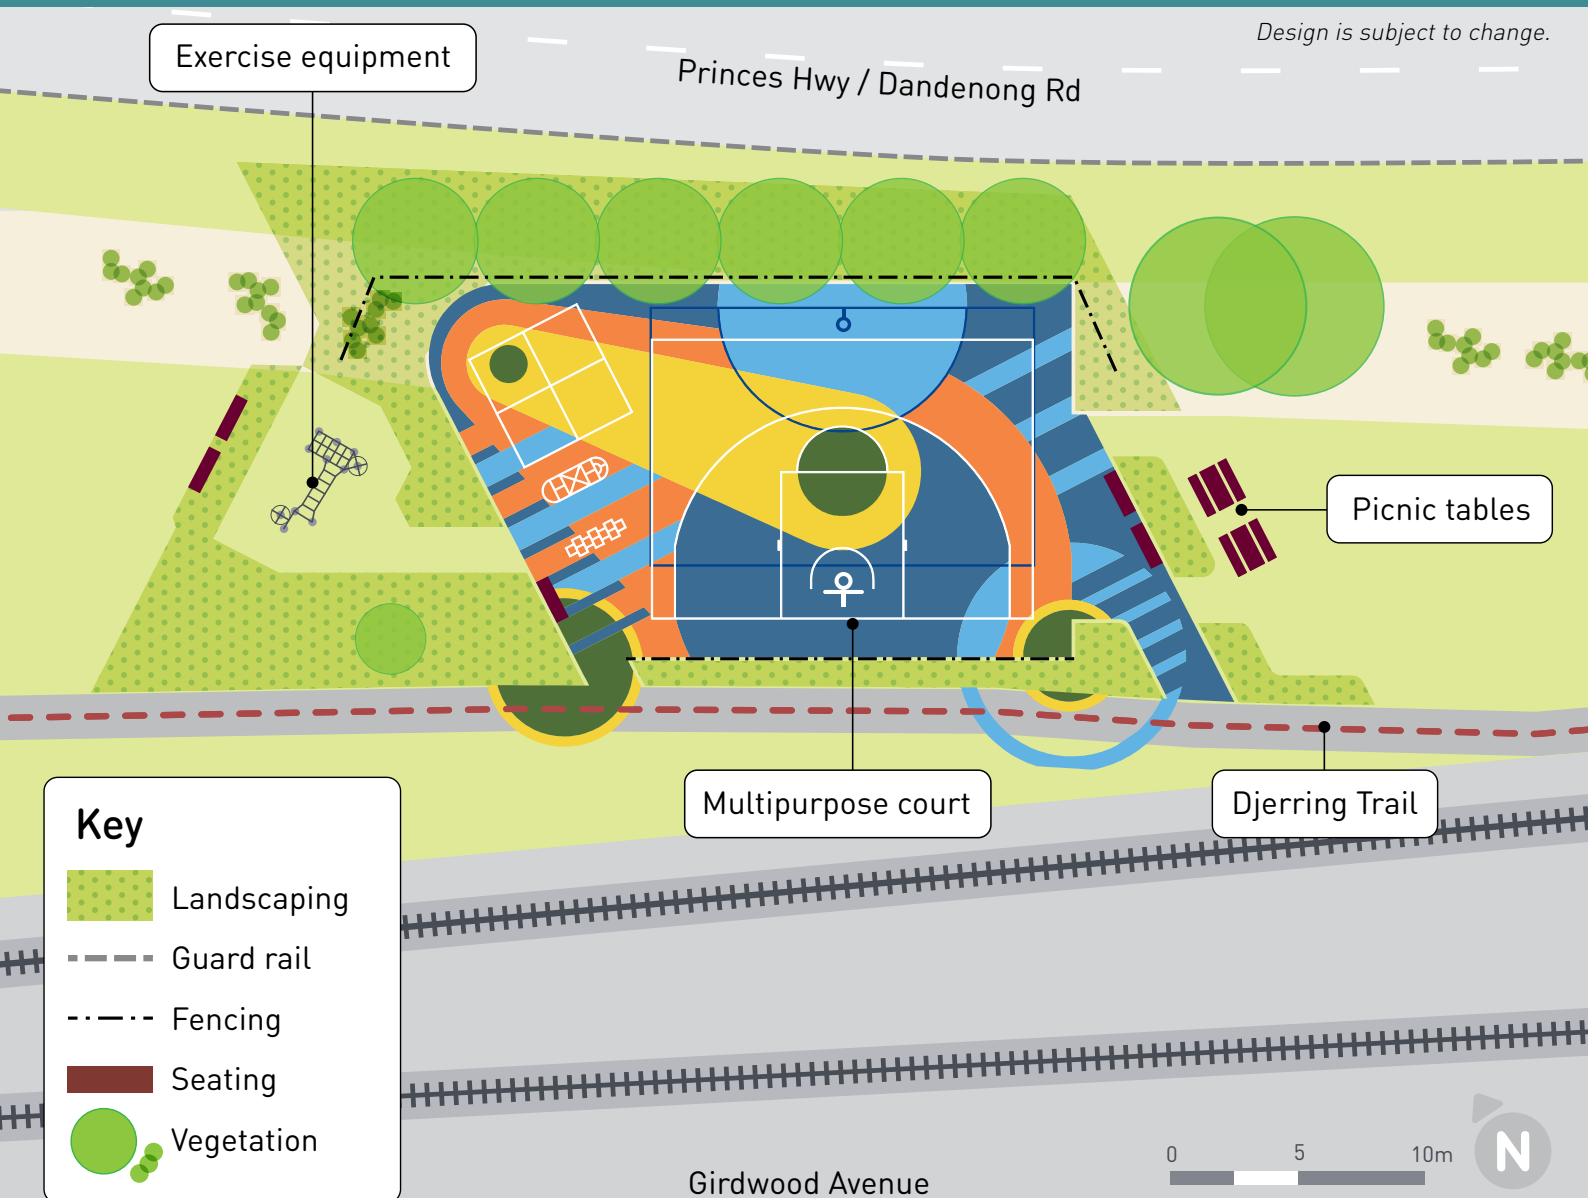 Design is subject to change.
Exercise equipment
Princes Hwy / Dandenong Rd
Picnic tables
Multipurpose court
Djerring Trail
Key
Landscaping
Guard rail
Fencing
Seating
Vegetation
0 5 10m
N
Girdwood Avenue